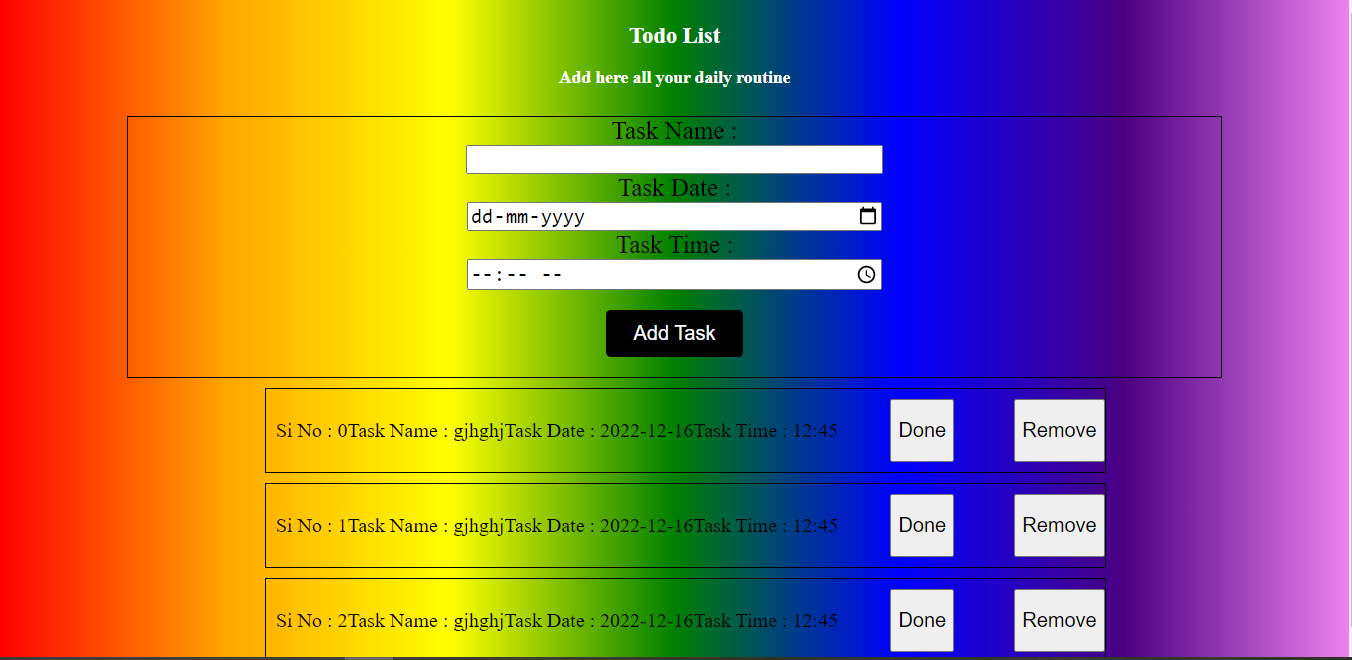 Todo List
Add here all your daily routine
Task Name :
Task Date :
dd-mm-yyyy
Task Time :
--:-- --
Add Task
Si No : 0Task Name : gjhghjTask Date : 2022-12-16Task Time : 12:45 Done Remove
Si No : 1Task Name : gjhghjTask Date : 2022-12-16Task Time : 12:45 Done Remove
Si No : 2Task Name : gjhghjTask Date : 2022-12-16Task Time : 12:45 Done Remove